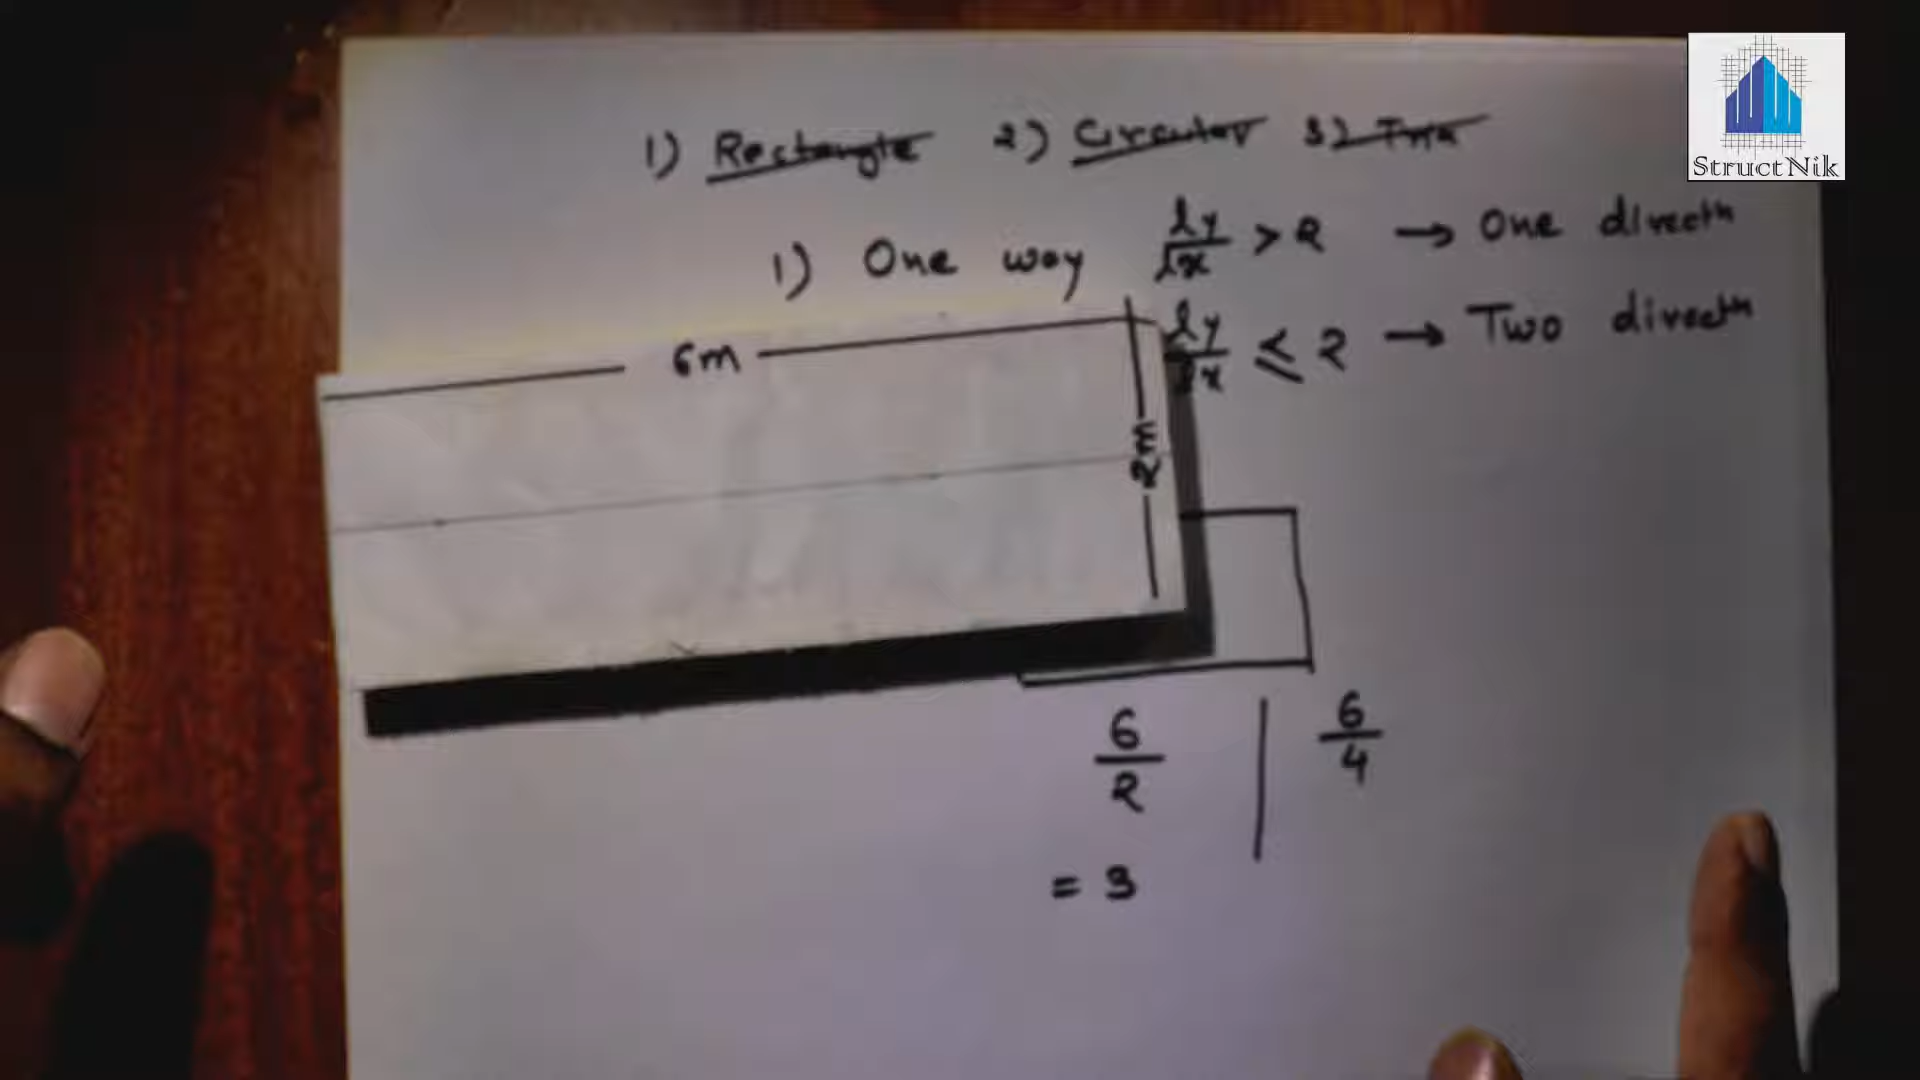 1) Rectangle 2) Circular 3)
1) One way ly/lx > 2 → One directn
ly/lx ≤ 2 → Two directn
6m
2m
6/2 | 6/4
= 3
StructNik